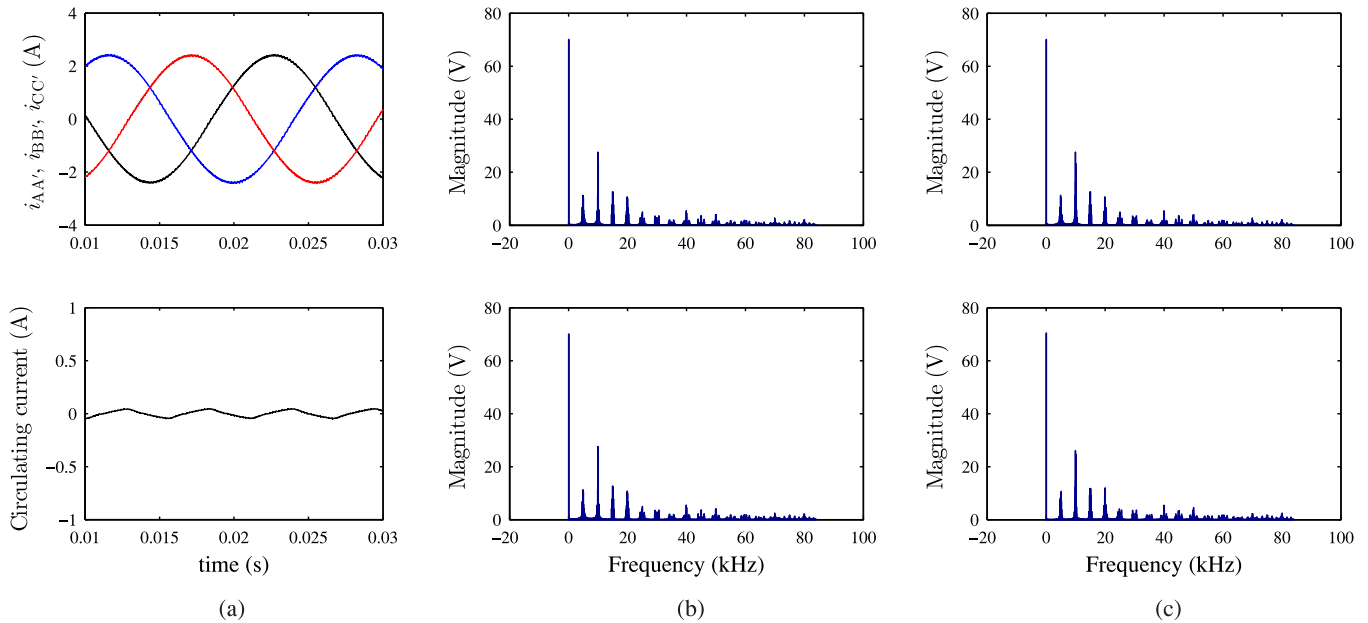 i_AA′, i_BB′, i_CC′ (A)
4
2
0
−2
−4
0.01 0.015 0.02 0.025 0.03
Magnitude (V)
80
60
40
20
0
−20 0 20 40 60 80 100
Magnitude (V)
80
60
40
20
0
−20 0 20 40 60 80 100
Circulating current (A)
1
0.5
0
−0.5
−1
0.01 0.015 0.02 0.025 0.03
time (s)
(a)
Magnitude (V)
80
60
40
20
0
−20 0 20 40 60 80 100
Frequency (kHz)
(b)
Magnitude (V)
80
60
40
20
0
−20 0 20 40 60 80 100
Frequency (kHz)
(c)